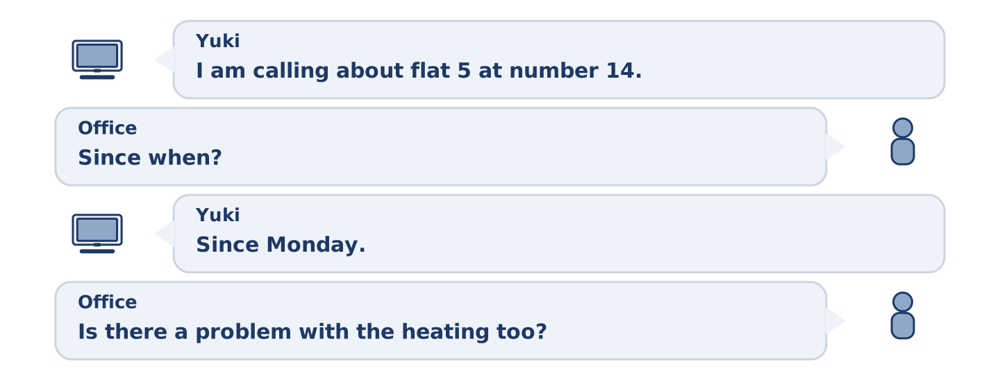 Yuki
I am calling about flat 5 at number 14.
Office
Since when?
Yuki
Since Monday.
Office
Is there a problem with the heating too?